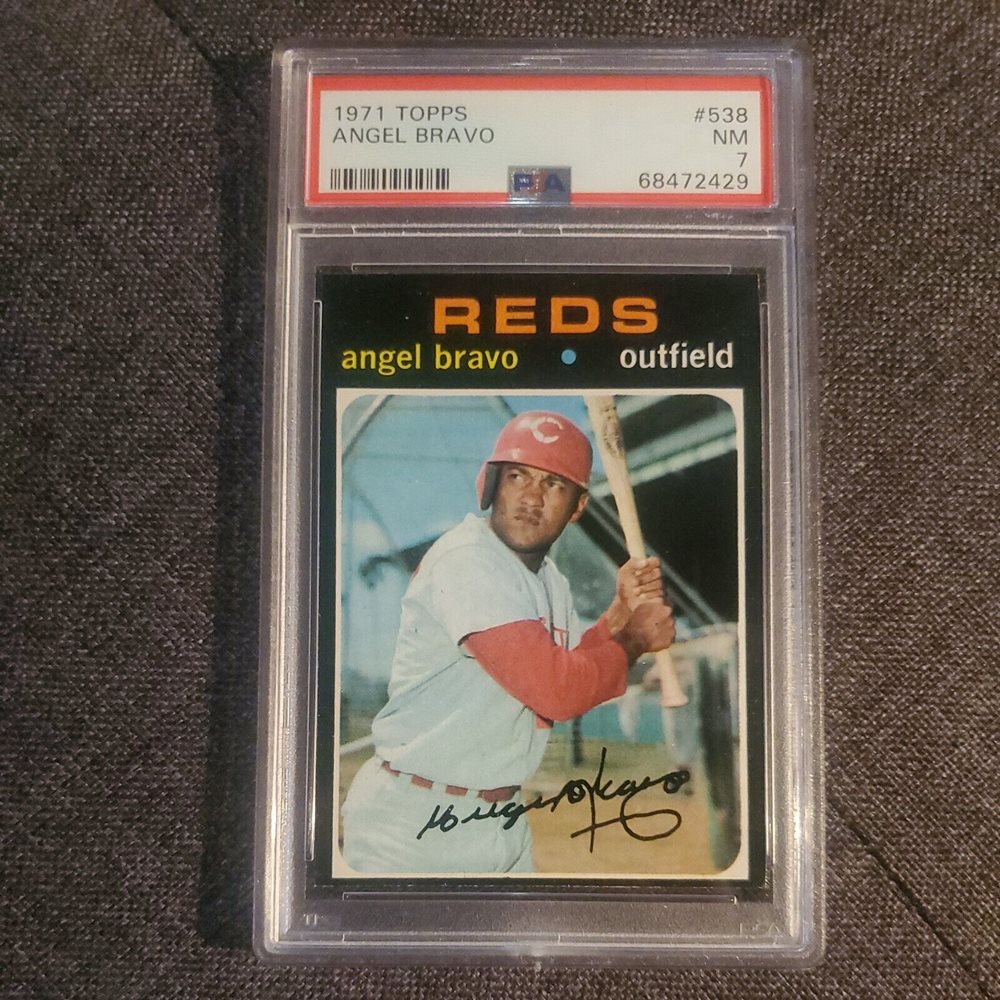 1971 TOPPS #538
ANGEL BRAVO NM
7
PSA 68472429
REDS
angel bravo • outfield
C